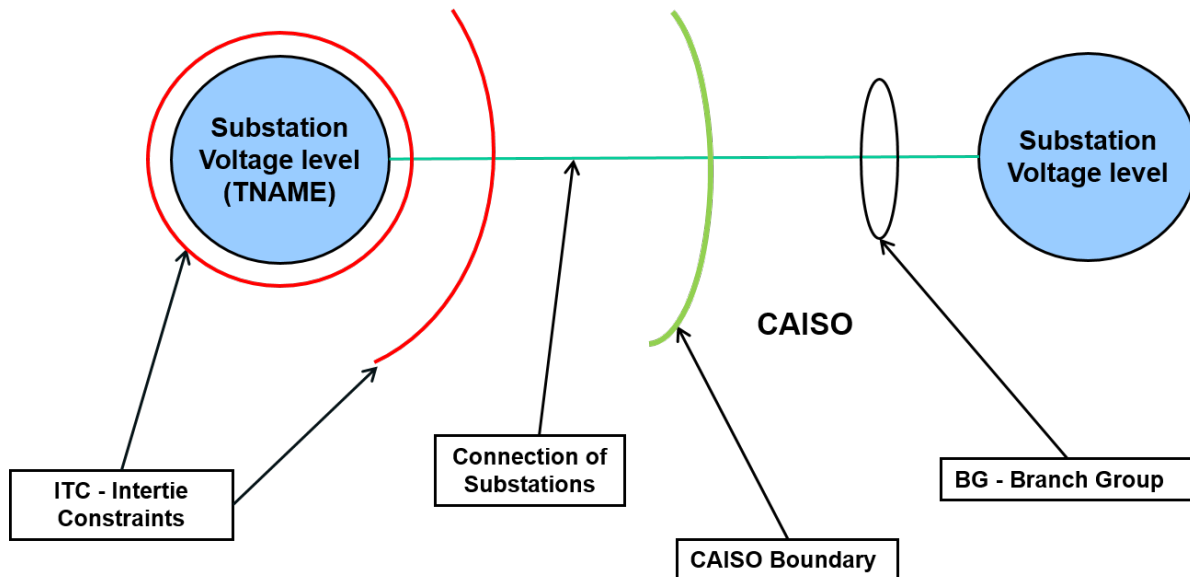 Substation
Voltage level
(TNAME)
Substation
Voltage level
CAISO
ITC - Intertie
Constraints
Connection of
Substations
BG - Branch Group
CAISO Boundary